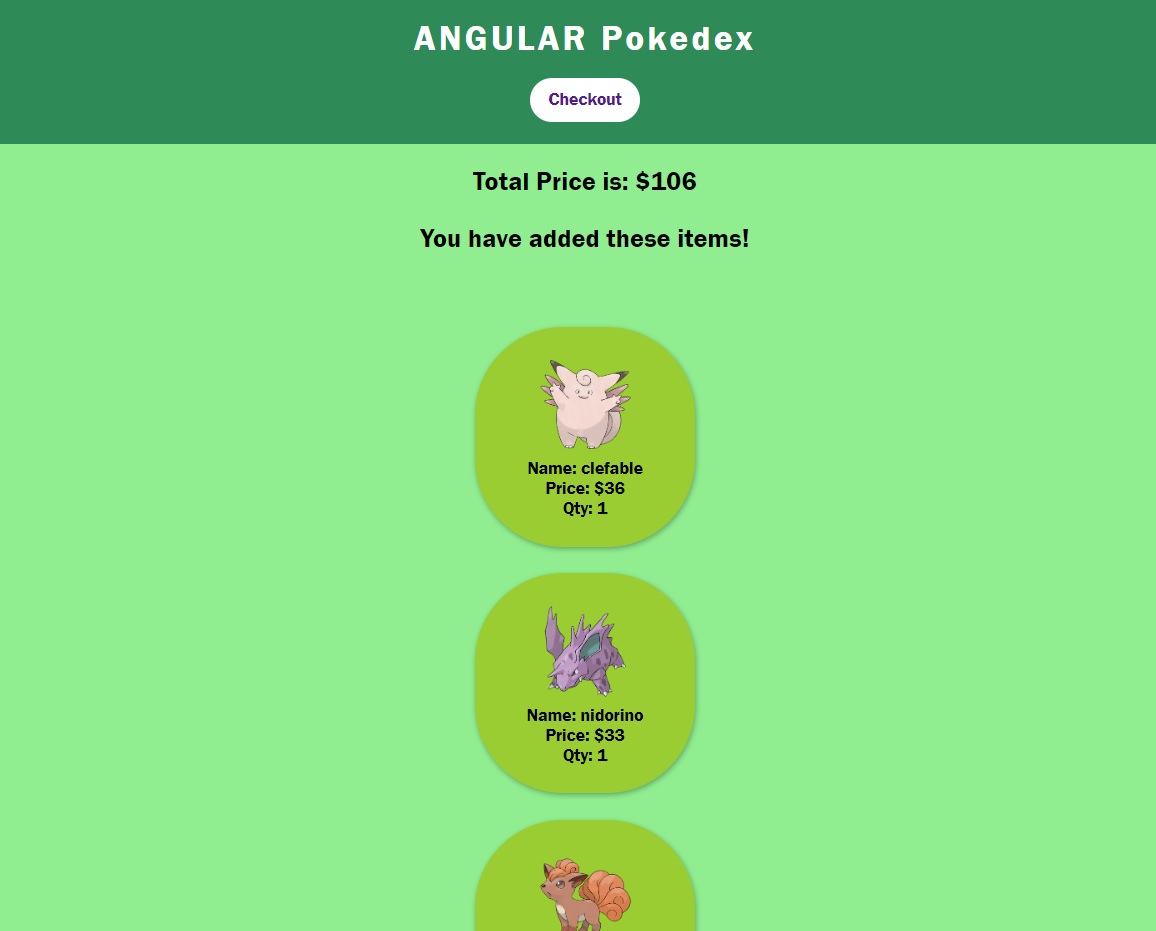 ANGULAR Pokedex
Checkout
Total Price is: $106
You have added these items!
Name: clefable
Price: $36
Qty: 1
Name: nidorino
Price: $33
Qty: 1